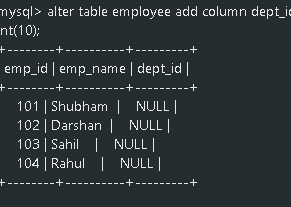 mysql> alter table employee add column dept_id
int(10);
+--------+----------+---------+
emp_id | emp_name | dept_id |
+--------+----------+---------+
101 | Shubham | NULL |
102 | Darshan | NULL |
103 | Sahil | NULL |
104 | Rahul | NULL |
+--------+----------+---------+